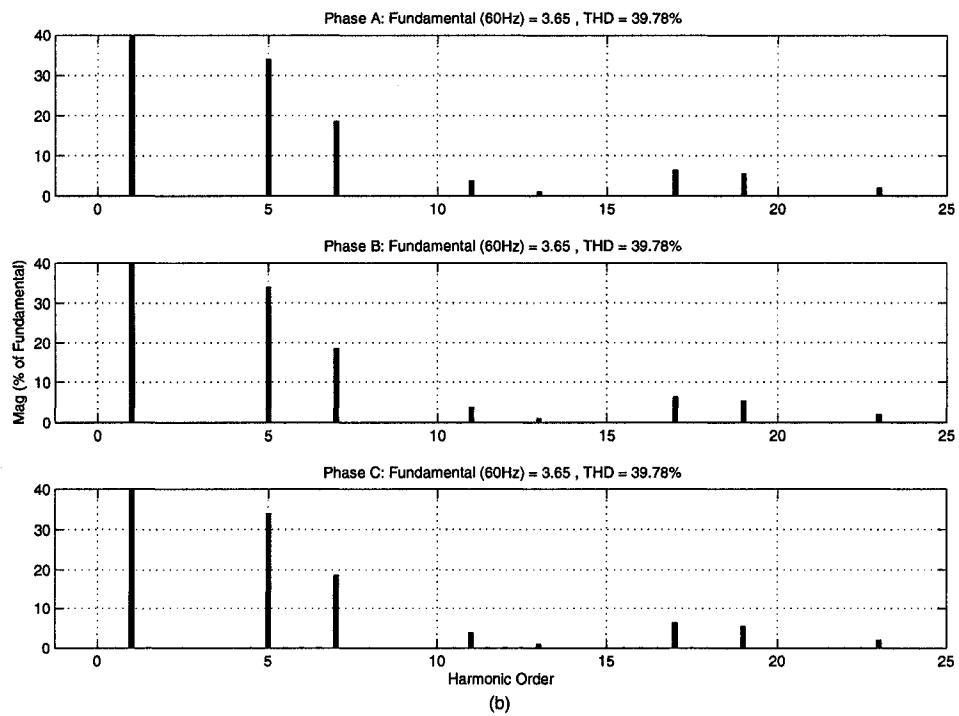 Phase A: Fundamental (60Hz) = 3.65 , THD = 39.78%
40
30
20
10
0
0 5 10 15 20 25
Phase B: Fundamental (60Hz) = 3.65 , THD = 39.78%
Mag (% of Fundamental)
40
30
20
10
0
0 5 10 15 20 25
Phase C: Fundamental (60Hz) = 3.65 , THD = 39.78%
40
30
20
10
0
0 5 10 15 20 25
Harmonic Order
(b)